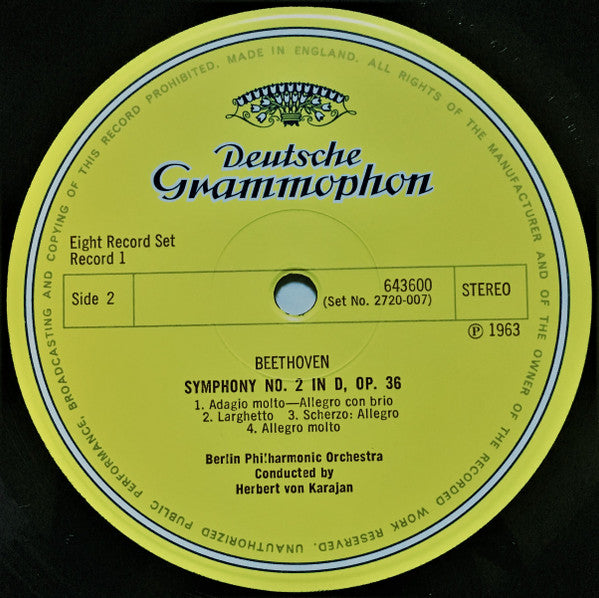 MADE IN ENGLAND. ALL RIGHTS OF THE MANUFACTURER AND OF THE OWNER OF THE RECORDED WORK RESERVED. UNAUTHORIZED PUBLIC PERFORMANCE, BROADCASTING AND COPYING OF THIS RECORD PROHIBITED.
Deutsche
Grammophon
Eight Record Set
Record 1
Side 2
643600
(Set No. 2720-007)
STEREO
℗ 1963
BEETHOVEN
SYMPHONY NO. 2 IN D, OP. 36
1. Adagio molto—Allegro con brio
2. Larghetto 3. Scherzo: Allegro
4. Allegro molto
Berlin Philharmonic Orchestra
Conducted by
Herbert von Karajan